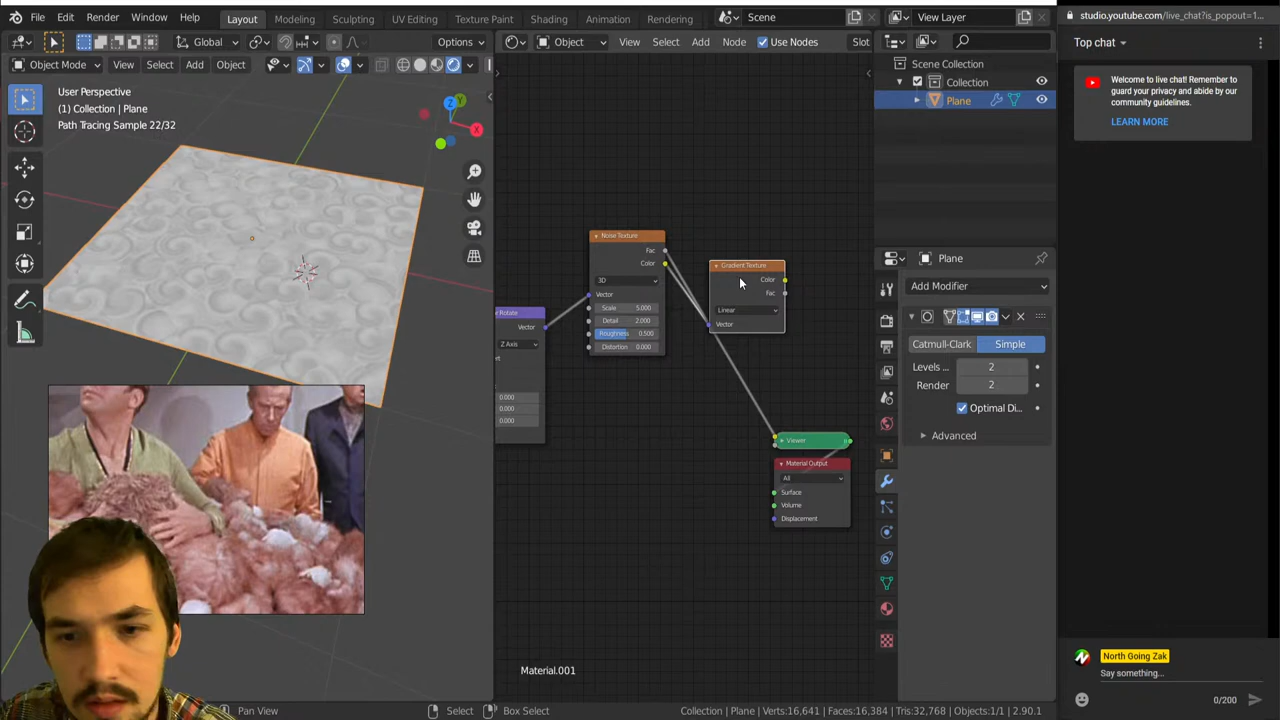 File Edit Render Window Help Layout Modeling Sculpting UV Editing Texture Paint Shading Animation Rendering Scene View Layer
Global Options Object View Select Add Node Use Nodes Slot
Object Mode View Select Add Object
User Perspective
(1) Collection | Plane
Path Tracing Sample 22/32
Rotate
Vector
Z Axis
0.000
0.000
0.000
Noise Texture
Fac
Color
3D
Vector
Scale 5.000
Detail 2.000
Roughness 0.500
Distortion 0.000
Gradient Texture
Color
Fac
Linear
Vector
Viewer
Material Output
All
Surface
Volume
Displacement
Material.001
Scene Collection
Collection
Plane
Plane
Add Modifier
Catmull-Clark Simple
Levels ... 2
Render 2
Optimal Di...
Advanced
studio.youtube.com/live_chat?is_popout=1...
Top chat
Welcome to live chat! Remember to
guard your privacy and abide by our
community guidelines.
LEARN MORE
North Going Zak
Say something...
0/200
Pan View Select Box Select Collection | Plane | Verts:16,641 | Faces:16,384 | Tris:32,768 | Objects:1/1 | 2.90.1